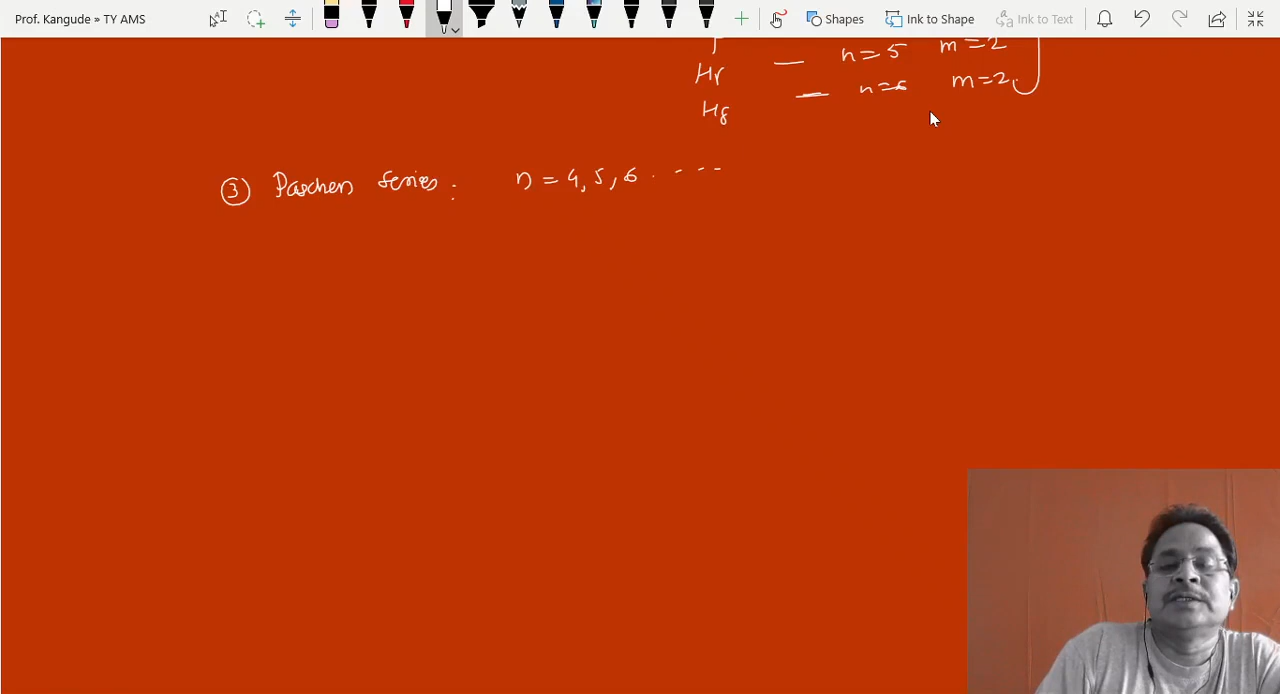 Prof. Kangude » TY AMS
Shapes
Ink to Shape
Ink to Text
n = 5 m = 2
Hγ — n = 6 m = 2
Hδ
③ Paschen Series : n = 4, 5, 6 . - - -